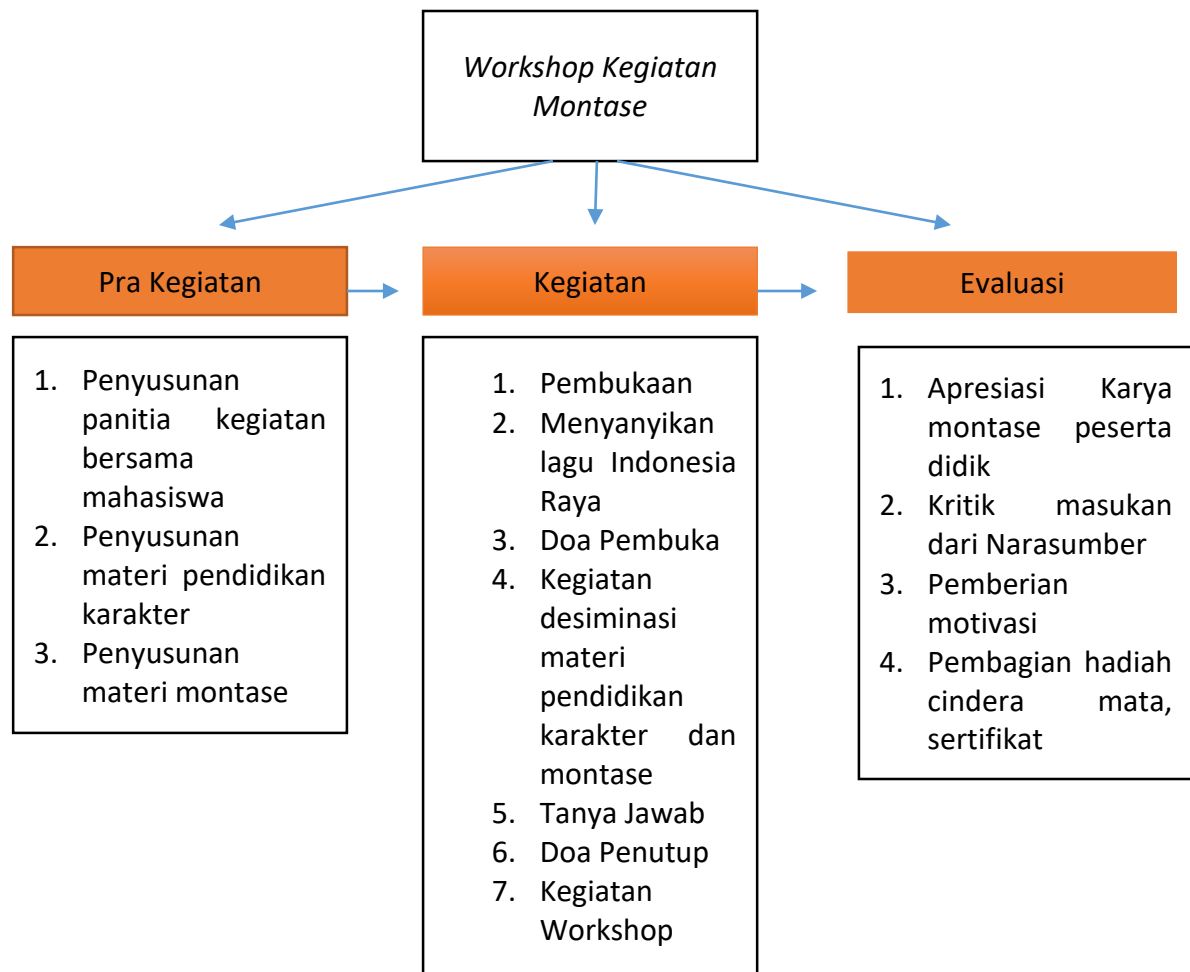 Workshop Kegiatan
Montase
Pra Kegiatan
1. Penyusunan
panitia kegiatan
bersama
mahasiswa
2. Penyusunan
materi pendidikan
karakter
3. Penyusunan
materi montase
Kegiatan
1. Pembukaan
2. Menyanyikan
lagu Indonesia
Raya
3. Doa Pembuka
4. Kegiatan
desiminasi
materi
pendidikan
karakter dan
montase
5. Tanya Jawab
6. Doa Penutup
7. Kegiatan
Workshop
Evaluasi
1. Apresiasi Karya
montase peserta
didik
2. Kritik masukan
dari Narasumber
3. Pemberian
motivasi
4. Pembagian hadiah
cindera mata,
sertifikat